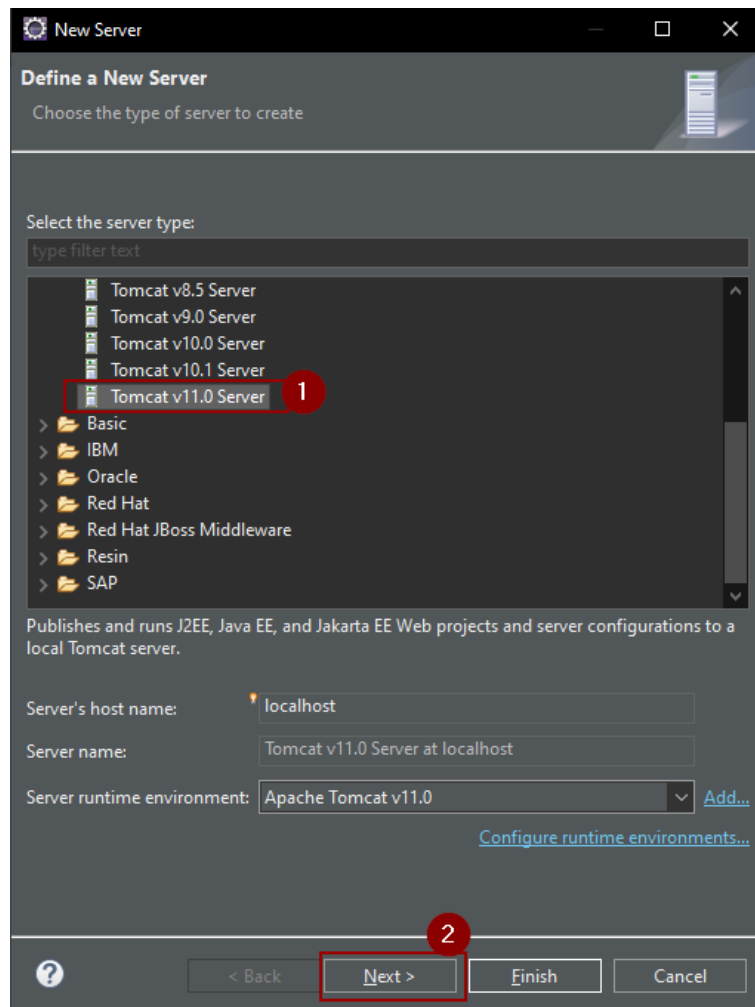 New Server
Define a New Server
Choose the type of server to create
Select the server type:
type filter text
Tomcat v8.5 Server
Tomcat v9.0 Server
Tomcat v10.0 Server
Tomcat v10.1 Server
Tomcat v11.0 Server 1
Basic
IBM
Oracle
Red Hat
Red Hat JBoss Middleware
Resin
SAP
Publishes and runs J2EE, Java EE, and Jakarta EE Web projects and server configurations to a
local Tomcat server.
Server's host name: localhost
Server name: Tomcat v11.0 Server at localhost
Server runtime environment: Apache Tomcat v11.0 Add...
Configure runtime environments...
2
? < Back Next > Finish Cancel